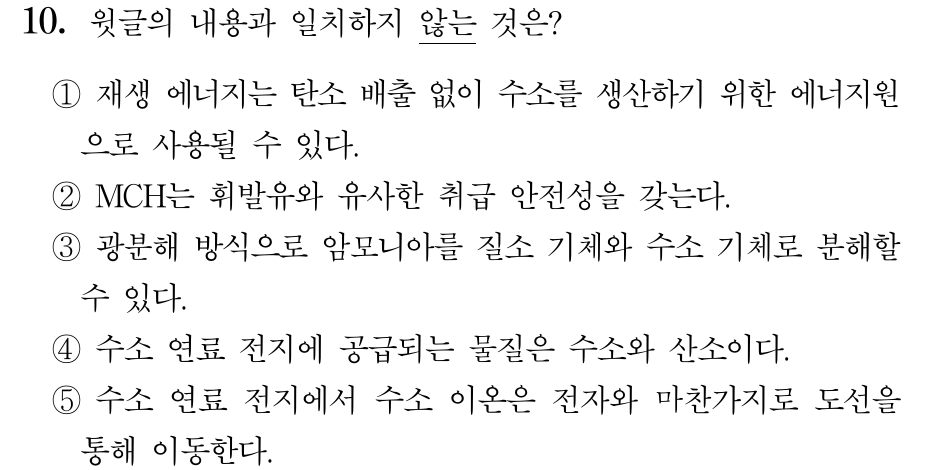 10. 윗글의 내용과 일치하지 않는 것은?
① 재생 에너지는 탄소 배출 없이 수소를 생산하기 위한 에너지원
으로 사용될 수 있다.
② MCH는 휘발유와 유사한 취급 안전성을 갖는다.
③ 광분해 방식으로 암모니아를 질소 기체와 수소 기체로 분해할
수 있다.
④ 수소 연료 전지에 공급되는 물질은 수소와 산소이다.
⑤ 수소 연료 전지에서 수소 이온은 전자와 마찬가지로 도선을
통해 이동한다.